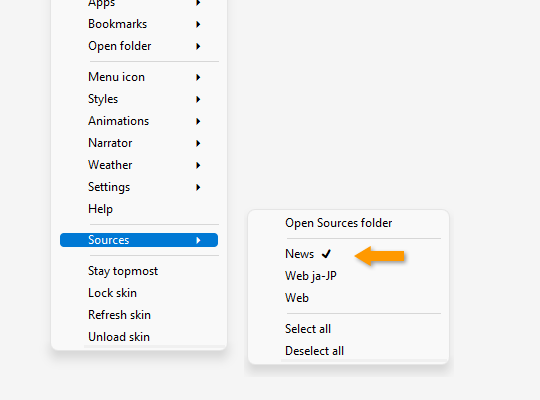 Apps
Bookmarks
Open folder
Menu icon
Styles
Animations
Narrator
Weather
Settings
Help
Sources
Stay topmost
Lock skin
Refresh skin
Unload skin
Open Sources folder
News
Web ja-JP
Web
Select all
Deselect all